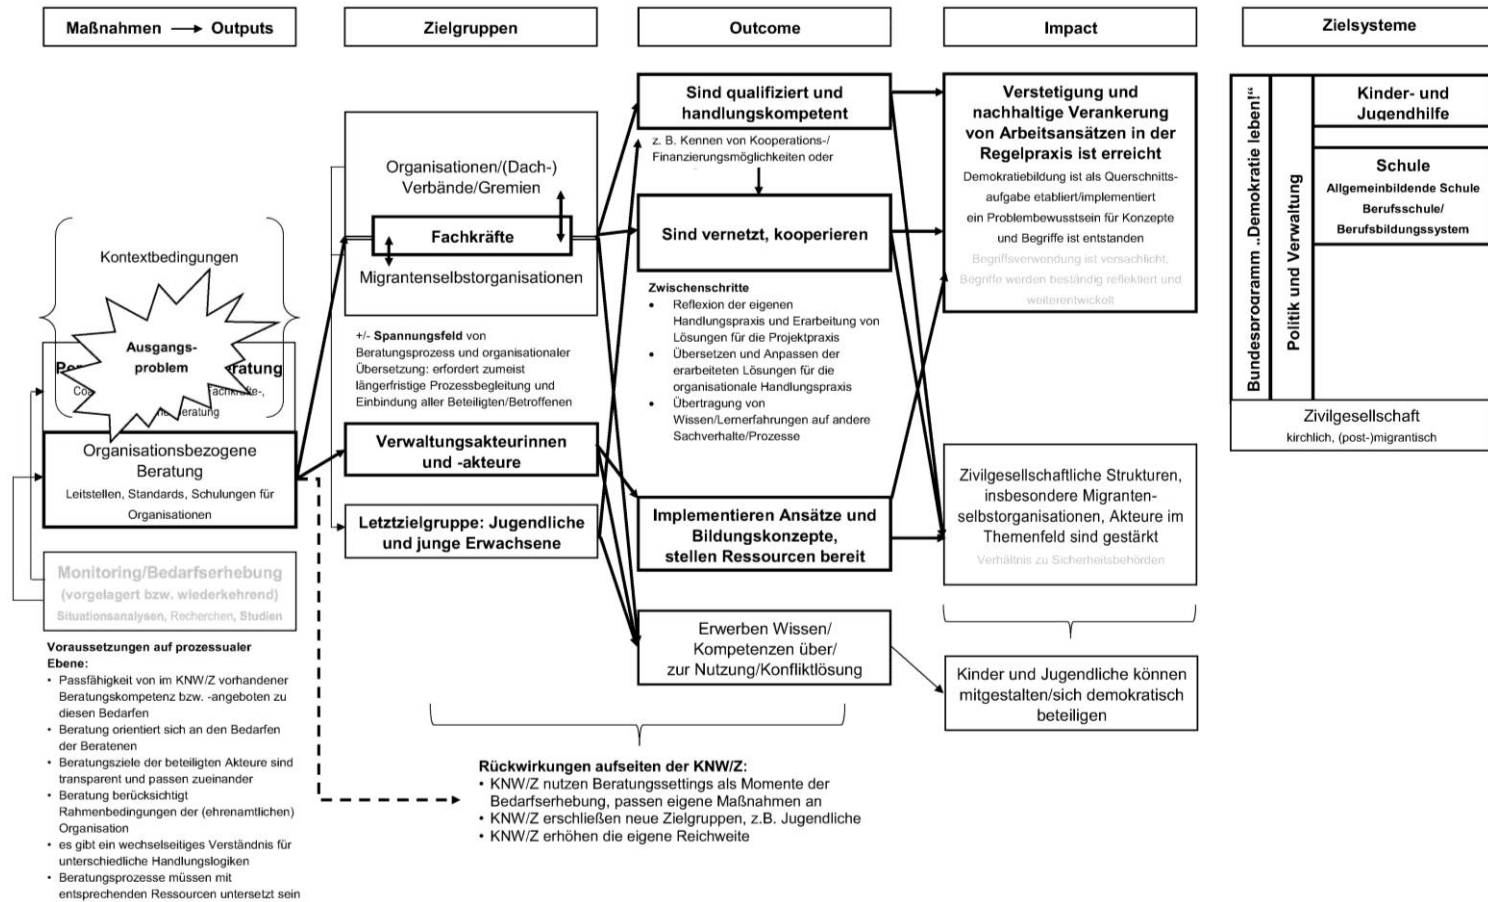 Maßnahmen → Outputs
Kontextbedingungen
Ausgangs-
problem
ratung
Fachkräfte-,
Organisationsbezogene
Beratung
Leitstellen, Standards, Schulungen für
Organisationen
Monitoring/Bedarfserhebung
(vorgelagert bzw. wiederkehrend)
Situationsanalysen, Recherchen, Studien
Voraussetzungen auf prozessualer
Ebene:
• Passfähigkeit von im KNW/Z vorhandener
Beratungskompetenz bzw. -angeboten zu
diesen Bedarfen
• Beratung orientiert sich an den Bedarfen
der Beratenen
• Beratungsziele der beteiligten Akteure sind
transparent und passen zueinander
• Beratung berücksichtigt
Rahmenbedingungen der (ehrenamtlichen)
Organisation
• es gibt ein wechselseitiges Verständnis für
unterschiedliche Handlungslogiken
• Beratungsprozesse müssen mit
entsprechenden Ressourcen untersetzt sein
Zielgruppen
Organisationen/(Dach-)
Verbände/Gremien
Fachkräfte
Migrantenselbstorganisationen
+/- Spannungsfeld von
Beratungsprozess und organisationaler
Übersetzung: erfordert zumeist
längerfristige Prozessbegleitung und
Einbindung aller Beteiligten/Betroffenen
Verwaltungsakteurinnen
und -akteure
Letztzielgruppe: Jugendliche
und junge Erwachsene
Outcome
Sind qualifiziert und
handlungskompetent
z. B. Kennen von Kooperations-/
Finanzierungsmöglichkeiten oder
Sind vernetzt, kooperieren
Zwischenschritte
• Reflexion der eigenen
Handlungspraxis und Erarbeitung von
Lösungen für die Projektpraxis
• Übersetzen und Anpassen der
erarbeiteten Lösungen für die
organisationale Handlungspraxis
• Übertragung von
Wissen/Lernerfahrungen auf andere
Sachverhalte/Prozesse
Implementieren Ansätze und
Bildungskonzepte,
stellen Ressourcen bereit
Erwerben Wissen/
Kompetenzen über/
zur Nutzung/Konfliktlösung
Rückwirkungen aufseiten der KNW/Z:
• KNW/Z nutzen Beratungssettings als Momente der
Bedarfserhebung, passen eigene Maßnahmen an
• KNW/Z erschließen neue Zielgruppen, z.B. Jugendliche
• KNW/Z erhöhen die eigene Reichweite
Impact
Verstetigung und
nachhaltige Verankerung
von Arbeitsansätzen in der
Regelpraxis ist erreicht
Demokratiebildung ist als Querschnitts-
aufgabe etabliert/implementiert
ein Problembewusstsein für Konzepte
und Begriffe ist entstanden
Begriffsverwendung ist versachlicht,
Begriffe werden beständig reflektiert und
weiterentwickelt
Zivilgesellschaftliche Strukturen,
insbesondere Migranten-
selbstorganisationen, Akteure im
Themenfeld sind gestärkt
Verhältnis zu Sicherheitsbehörden
Kinder und Jugendliche können
mitgestalten/sich demokratisch
beteiligen
Zielsysteme
Bundesprogramm „Demokratie leben!“
Politik und Verwaltung
Kinder- und
Jugendhilfe
Schule
Allgemeinbildende Schule
Berufsschule/
Berufsbildungssystem
Zivilgesellschaft
kirchlich, (post-)migrantisch